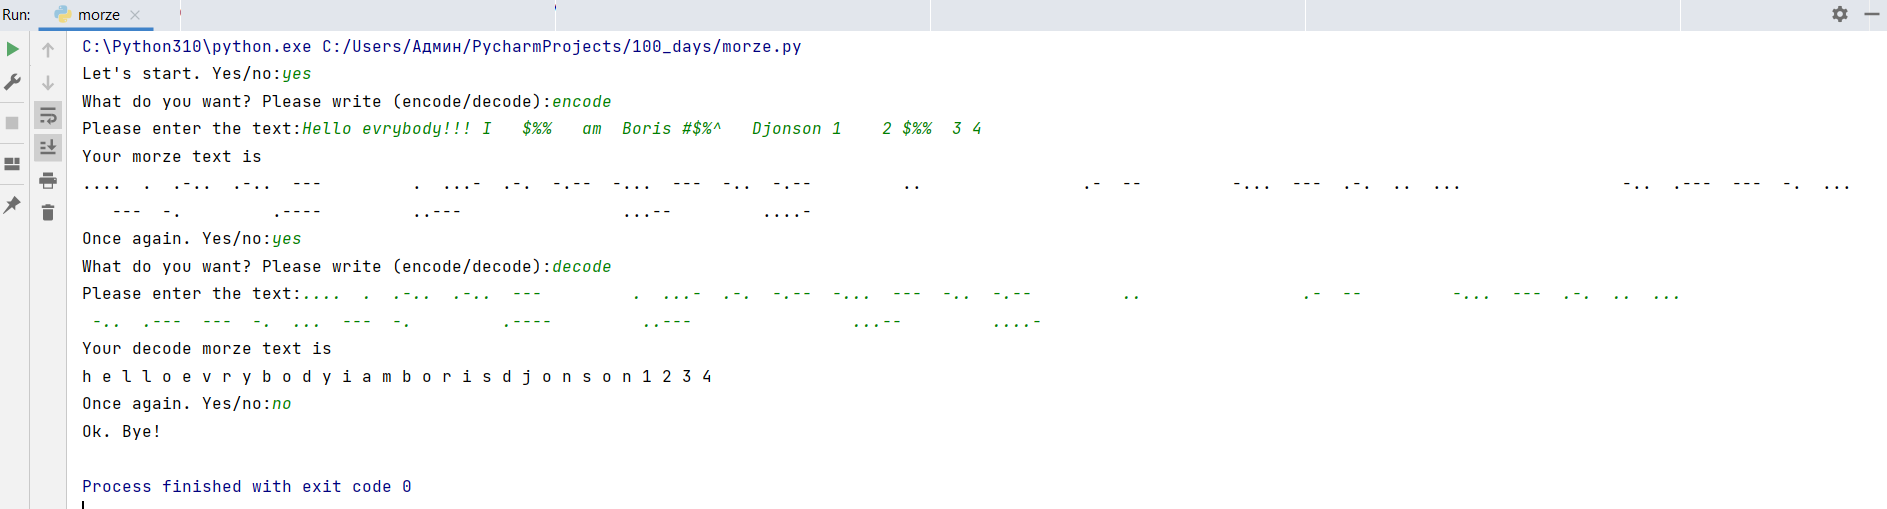 Run: morze
C:\Python310\python.exe C:/Users/Админ/PycharmProjects/100_days/morze.py
Let's start. Yes/no:yes
What do you want? Please write (encode/decode):encode
Please enter the text:Hello evrybody!!! I   $%%   am  Boris #$%^   Djonson 1    2 $%%  3 4
Your morze text is
....  .  .-..  .-..  ---         .  ...-  .-.  -.--  -...  ---  -..  -.--         ..                .-  --         -...  ---  .-.  ..  ...                -..  .---  ---  -.  ...
   ---  -.         .----         ..---                ...--         ....-
Once again. Yes/no:yes
What do you want? Please write (encode/decode):decode
Please enter the text:....  .  .-..  .-..  ---         .  ...-  .-.  -.--  -...  ---  -..  -.--         ..                .-  --         -...  ---  .-.  ..  ...
 -..  .---  ---  -.  ...  ---  -.         .----         ..---                ...--         ....-
Your decode morze text is
h e l l o e v r y b o d y i a m b o r i s d j o n s o n 1 2 3 4
Once again. Yes/no:no
Ok. Bye!
Process finished with exit code 0